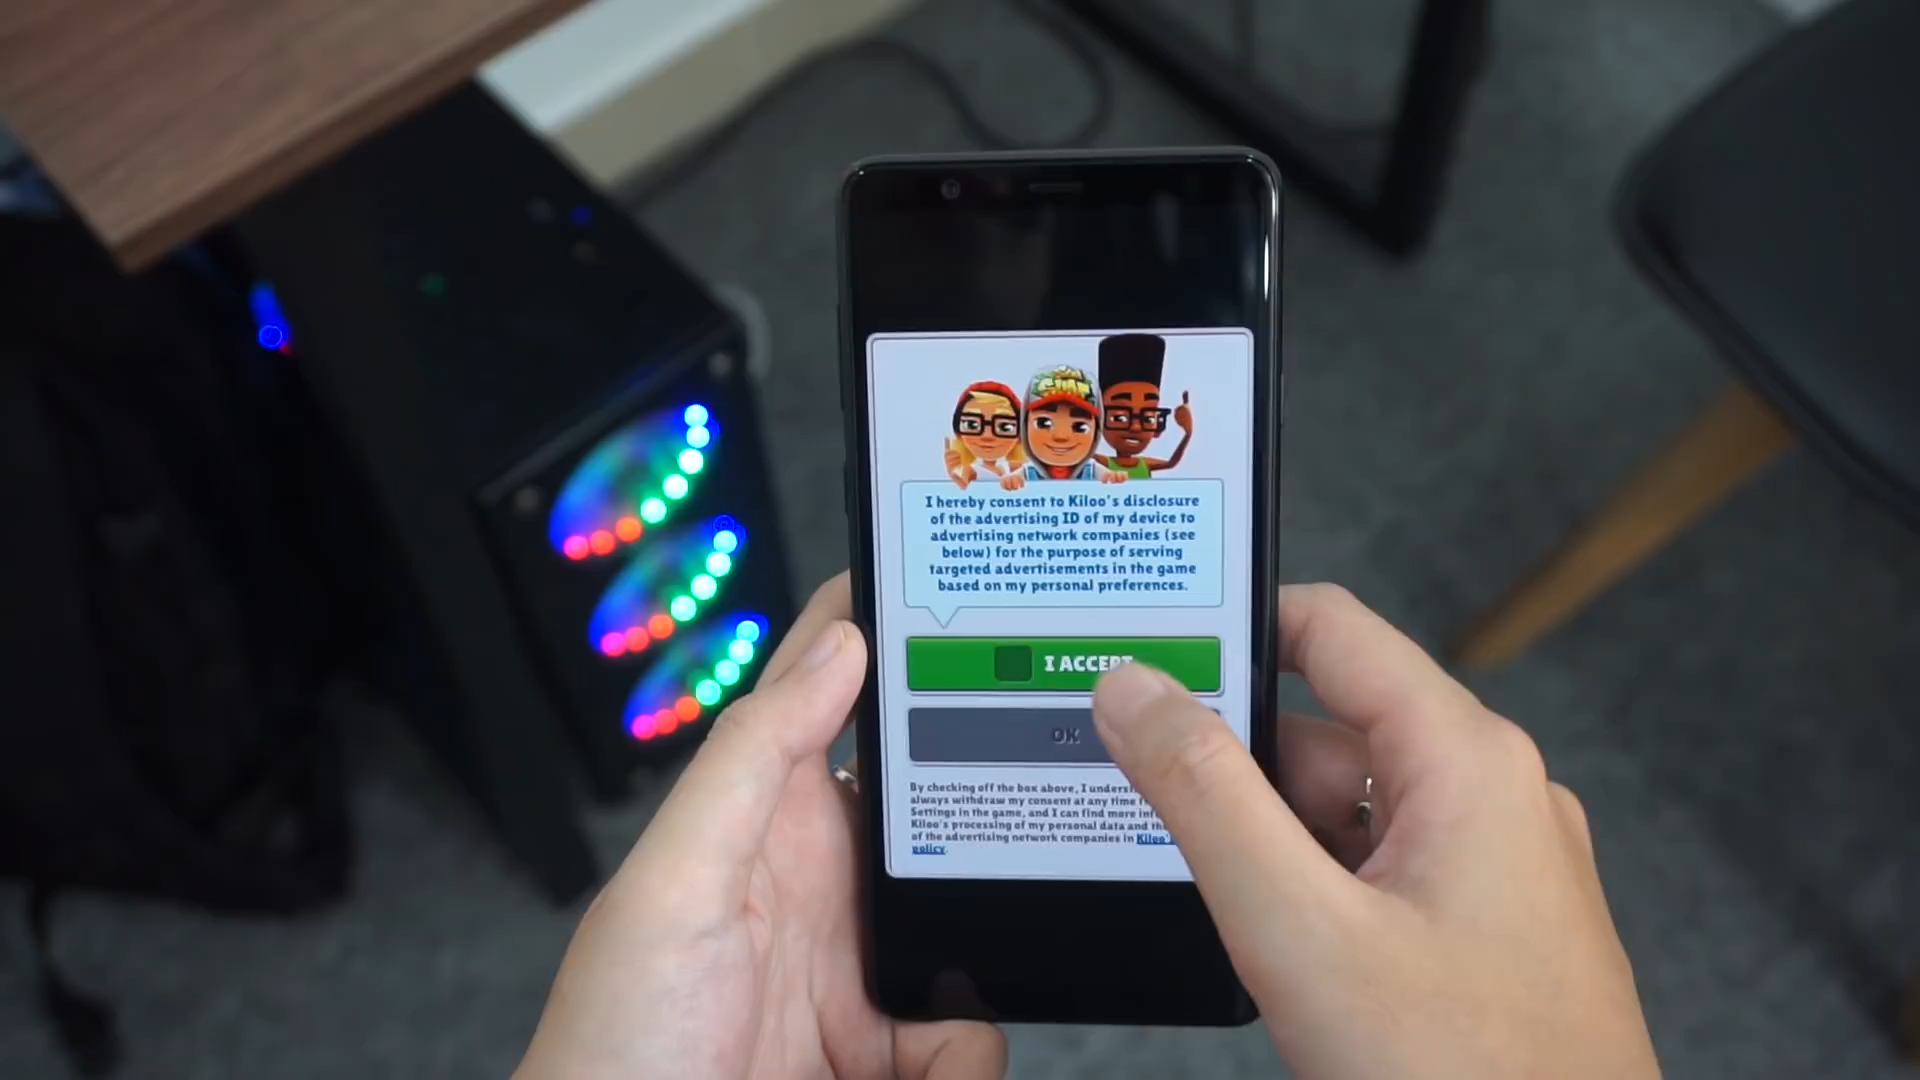 I hereby consent to Kiloo's disclosure
of the advertising ID of my device to
advertising network companies (see
below) for the purpose of serving
targeted advertisements in the game
based on my personal preferences.
I ACCEPT
OK
By checking off the box above, I
always withdraw my consent at any time
Settings in the game, and I can find more
Kiloo's processing of my personal data and
of the advertising network companies in Kiloo's
policy.